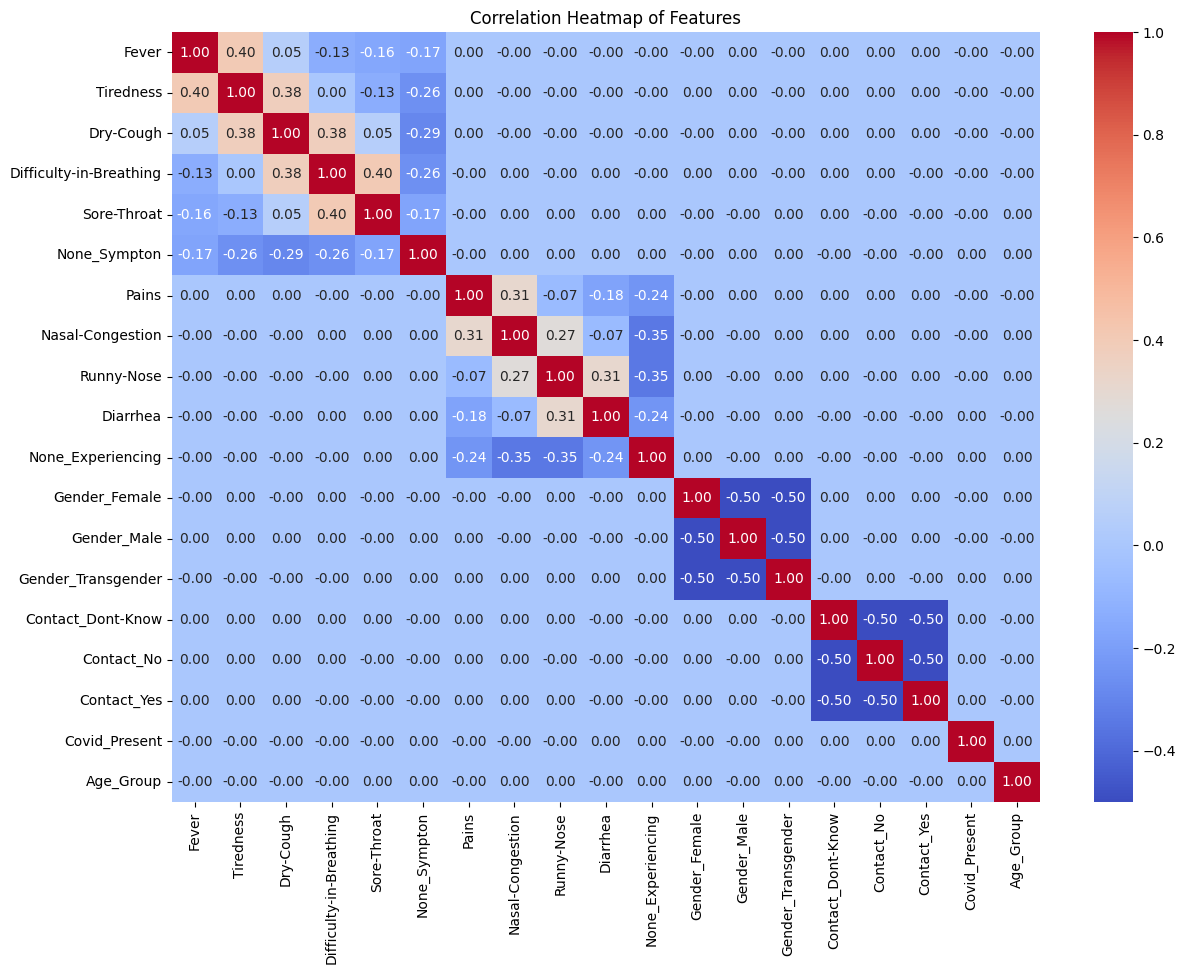 Correlation Heatmap of Features
Fever 1.00 0.40 0.05 -0.13 -0.16 -0.17 0.00 -0.00 -0.00 -0.00 -0.00 -0.00 0.00 -0.00 0.00 0.00 0.00 -0.00 -0.00
Tiredness 0.40 1.00 0.38 0.00 -0.13 -0.26 0.00 -0.00 -0.00 -0.00 -0.00 -0.00 0.00 -0.00 0.00 0.00 0.00 -0.00 -0.00
Dry-Cough 0.05 0.38 1.00 0.38 0.05 -0.29 0.00 -0.00 -0.00 -0.00 -0.00 -0.00 0.00 -0.00 0.00 0.00 0.00 -0.00 -0.00
Difficulty-in-Breathing -0.13 0.00 0.38 1.00 0.40 -0.26 -0.00 -0.00 -0.00 -0.00 -0.00 -0.00 0.00 0.00 0.00 0.00 0.00 -0.00 -0.00
Sore-Throat -0.16 -0.13 0.05 0.40 1.00 -0.17 -0.00 0.00 0.00 0.00 0.00 -0.00 0.00 0.00 0.00 -0.00 -0.00 -0.00 0.00
None_Sympton -0.17 -0.26 -0.29 -0.26 -0.17 1.00 -0.00 0.00 0.00 0.00 0.00 0.00 0.00 0.00 -0.00 -0.00 -0.00 0.00 0.00
Pains 0.00 0.00 0.00 -0.00 -0.00 -0.00 1.00 0.31 -0.07 -0.18 -0.24 -0.00 0.00 0.00 0.00 0.00 0.00 -0.00 0.00
Nasal-Congestion -0.00 -0.00 -0.00 -0.00 0.00 0.00 0.31 1.00 0.27 -0.07 -0.35 -0.00 -0.00 0.00 0.00 0.00 0.00 -0.00 0.00
Runny-Nose -0.00 -0.00 -0.00 -0.00 0.00 0.00 -0.07 0.27 1.00 0.31 -0.35 0.00 -0.00 0.00 0.00 -0.00 -0.00 -0.00 0.00
Diarrhea -0.00 -0.00 -0.00 -0.00 0.00 0.00 -0.18 -0.07 0.31 1.00 -0.24 -0.00 -0.00 0.00 0.00 0.00 -0.00 0.00 0.00
None_Experiencing -0.00 -0.00 -0.00 -0.00 0.00 0.00 -0.24 -0.35 -0.35 -0.24 1.00 0.00 -0.00 0.00 0.00 0.00 -0.00 0.00 0.00
Gender_Female -0.00 -0.00 -0.00 -0.00 -0.00 0.00 -0.00 -0.00 0.00 -0.00 0.00 1.00 -0.50 -0.50 0.00 0.00 0.00 -0.00 0.00
Gender_Male 0.00 0.00 0.00 0.00 0.00 0.00 0.00 -0.00 -0.00 -0.00 -0.00 -0.50 1.00 -0.50 0.00 -0.00 0.00 -0.00 -0.00
Gender_Transgender -0.00 -0.00 -0.00 0.00 0.00 0.00 0.00 0.00 0.00 0.00 0.00 -0.50 -0.50 1.00 -0.00 0.00 -0.00 0.00 0.00
Contact_Dont-Know 0.00 0.00 0.00 0.00 0.00 -0.00 0.00 0.00 0.00 0.00 0.00 0.00 0.00 -0.00 1.00 -0.50 -0.50 0.00 -0.00
Contact_No 0.00 0.00 0.00 0.00 -0.00 -0.00 0.00 0.00 -0.00 0.00 0.00 0.00 -0.00 0.00 -0.50 1.00 -0.50 0.00 -0.00
Contact_Yes 0.00 0.00 0.00 0.00 -0.00 -0.00 0.00 0.00 -0.00 -0.00 -0.00 0.00 0.00 -0.00 -0.50 -0.50 1.00 0.00 -0.00
Covid_Present -0.00 -0.00 -0.00 -0.00 -0.00 0.00 -0.00 -0.00 -0.00 0.00 0.00 -0.00 -0.00 0.00 0.00 0.00 0.00 1.00 0.00
Age_Group -0.00 -0.00 -0.00 -0.00 0.00 0.00 0.00 0.00 0.00 0.00 0.00 0.00 -0.00 0.00 -0.00 -0.00 -0.00 0.00 1.00
Fever
Tiredness
Dry-Cough
Difficulty-in-Breathing
Sore-Throat
None_Sympton
Pains
Nasal-Congestion
Runny-Nose
Diarrhea
None_Experiencing
Gender_Female
Gender_Male
Gender_Transgender
Contact_Dont-Know
Contact_No
Contact_Yes
Covid_Present
Age_Group
1.0
0.8
0.6
0.4
0.2
0.0
−0.2
−0.4